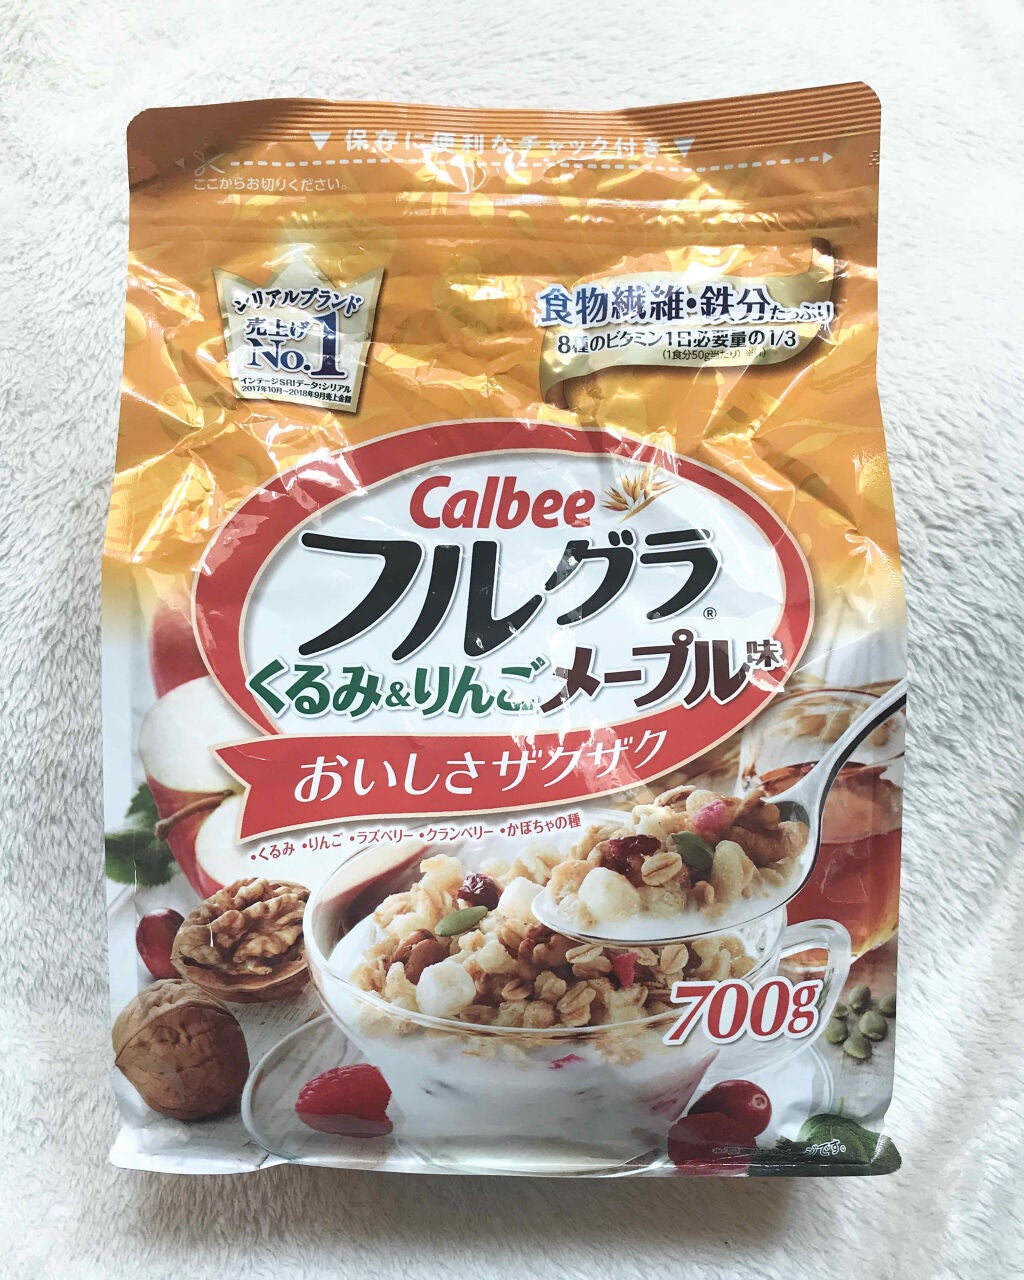 ▼ 保存に便利なチャック付き ▼
ここからお切りください。
シリアルブランド
売上げ
No.1
インテージSRIデータ:シリアル
2017年10月〜2018年9月売上金額
食物繊維・鉄分たっぷり
8種のビタミン1日必要量の1/3
(1食分50g当たり)
Calbee
フルグラ®
くるみ&りんごメープル味
おいしさザクザク
・くるみ ・りんご ・ラズベリー ・クランベリー ・かぼちゃの種
700g